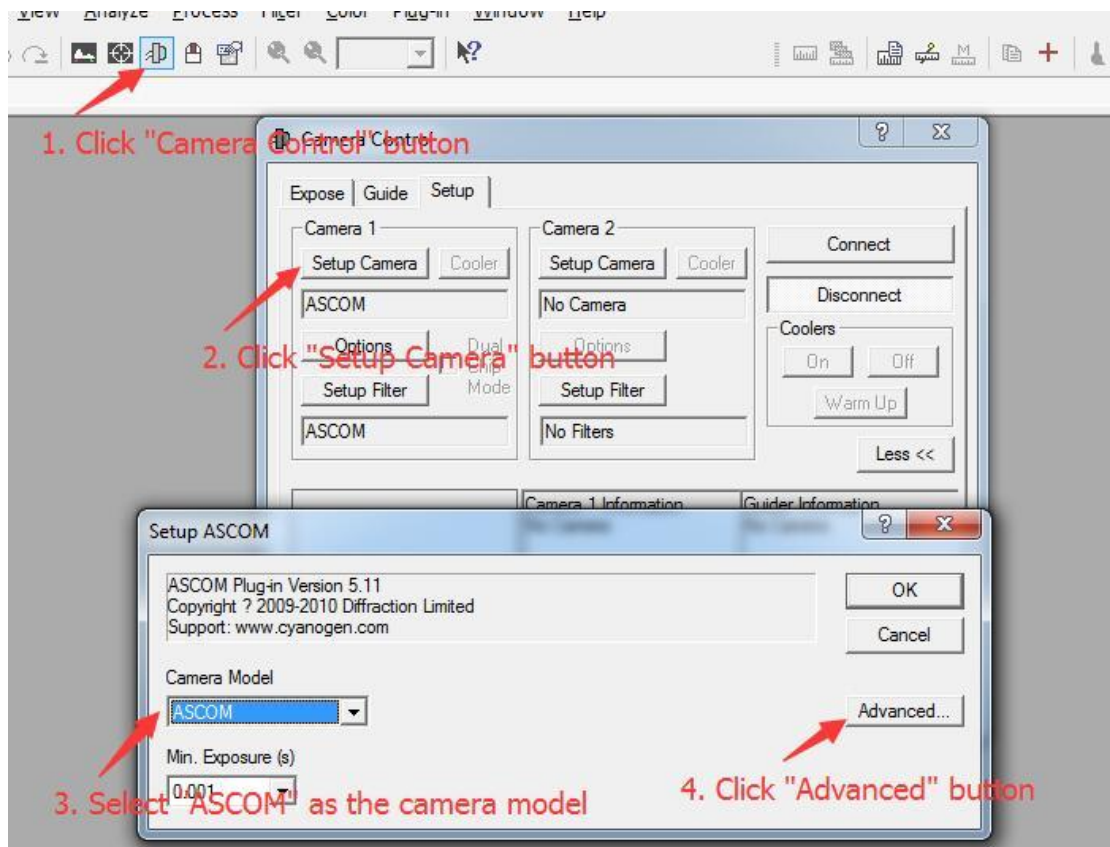 View Analyze Process Filter Color Plug-in Window Help
M
1. Click "Camera Control" button
Camera Control
Expose Guide Setup
Camera 1
Camera 2
Setup Camera Cooler
Setup Camera Cooler
Connect
ASCOM
No Camera
Disconnect
Options Dual Chip Mode
Options
Coolers
On Off
2. Click "Setup Camera" button
Setup Filter
Setup Filter
Warm Up
ASCOM
No Filters
Less <<
Camera 1 Information Guider Information
No Camera No Camera
Setup ASCOM
ASCOM Plug-in Version 5.11
Copyright ? 2009-2010 Diffraction Limited
Support: www.cyanogen.com
OK
Cancel
Camera Model
ASCOM
Advanced...
Min. Exposure (s)
0.001
3. Select "ASCOM" as the camera model
4. Click "Advanced" button